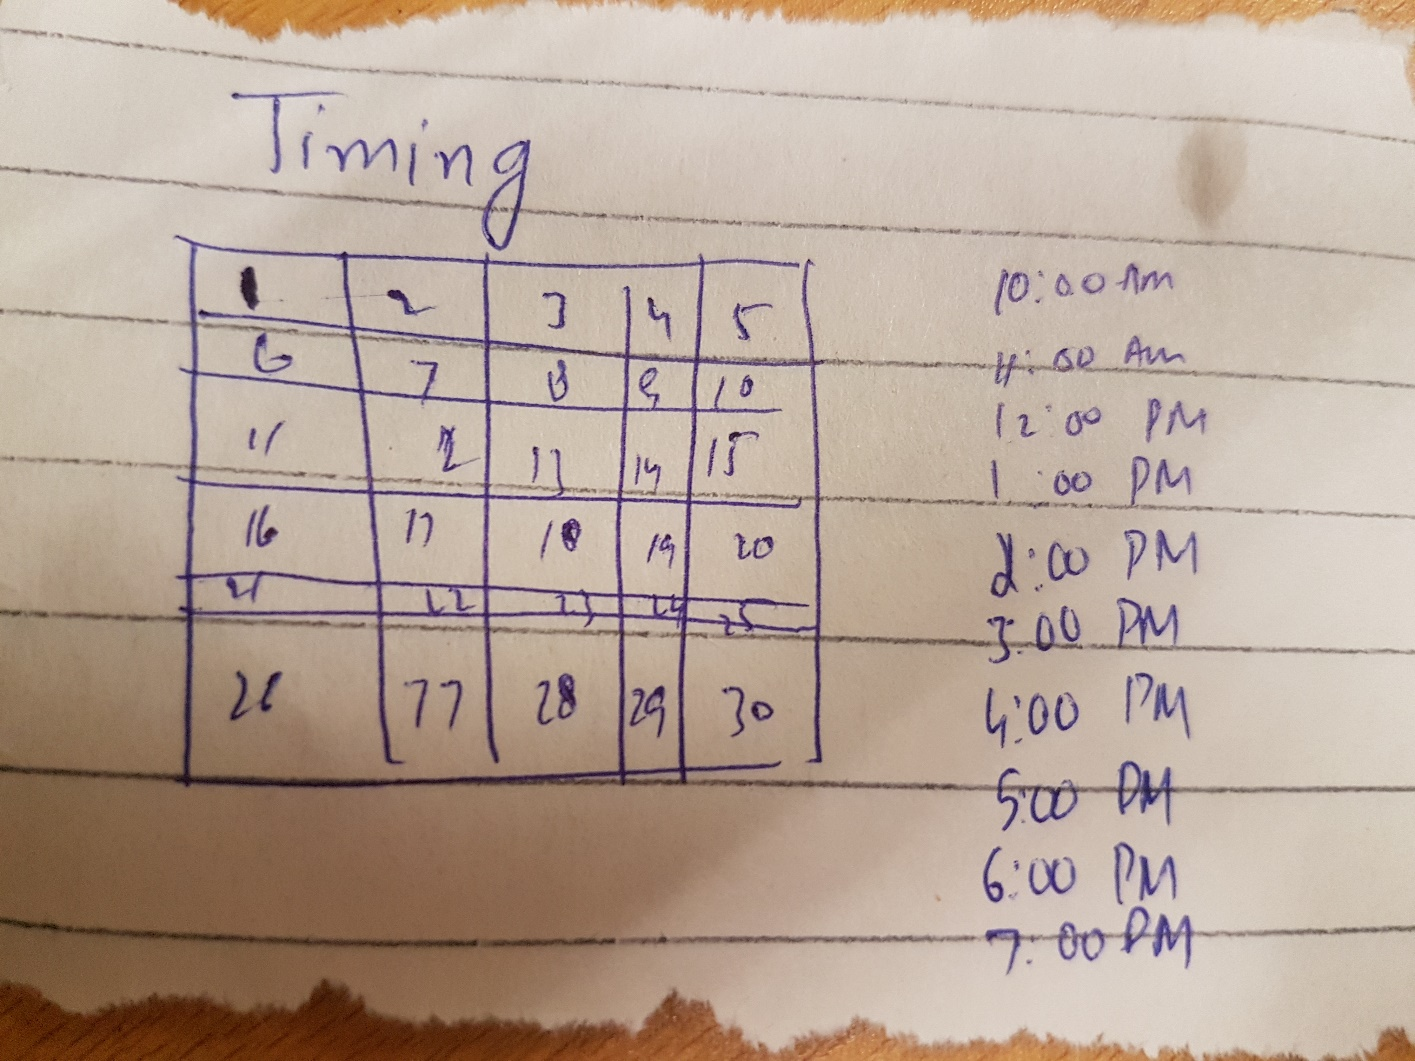 Timing
1 2 3 4 5
6 7 8 9 10
11 12 13 14 15
16 17 18 19 20
21 22 23 24 25
26 77 28 29 30
10:00 Am
11:00 Am
12:00 PM
1:00 PM
2:00 PM
3:00 PM
4:00 PM
5:00 PM
6:00 PM
7:00 PM